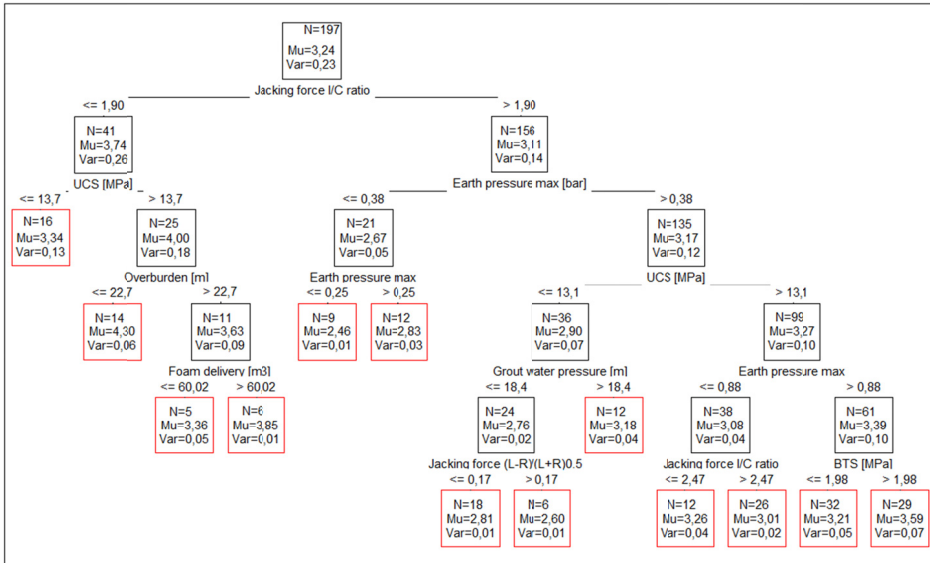 N=197
Mu=3,24
Var=0,23
Jacking force I/C ratio
<= 1,90 > 1,90
N=41 N=156
Mu=3,74 Mu=3,11
Var=0,26 Var=0,14
UCS [MPa] Earth pressure max [bar]
<= 13,7 > 13,7 <= 0,38 > 0,38
N=16 N=25 N=21 N=135
Mu=3,34 Mu=4,00 Mu=2,67 Mu=3,17
Var=0,13 Var=0,18 Var=0,05 Var=0,12
Overburden [m] Earth pressure max UCS [MPa]
<= 22,7 > 22,7 <= 0,25 > 0,25 <= 13,1 > 13,1
N=14 N=11 N=9 N=12 N=36 N=99
Mu=4,30 Mu=3,63 Mu=2,46 Mu=2,83 Mu=2,90 Mu=3,27
Var=0,06 Var=0,09 Var=0,01 Var=0,03 Var=0,07 Var=0,10
Foam delivery [m3] Grout water pressure [m] Earth pressure max
<= 60,02 > 60,02 <= 18,4 > 18,4 <= 0,88 > 0,88
N=5 N=6 N=24 N=12 N=38 N=61
Mu=3,36 Mu=3,85 Mu=2,76 Mu=3,18 Mu=3,08 Mu=3,39
Var=0,05 Var=0,01 Var=0,02 Var=0,04 Var=0,04 Var=0,10
Jacking force (L-R)/(L+R)0.5 Jacking force I/C ratio BTS [MPa]
<= 0,17 > 0,17 <= 2,47 > 2,47 <= 1,98 > 1,98
N=18 N=6 N=12 N=26 N=32 N=29
Mu=2,81 Mu=2,60 Mu=3,26 Mu=3,01 Mu=3,21 Mu=3,59
Var=0,01 Var=0,01 Var=0,04 Var=0,02 Var=0,05 Var=0,07